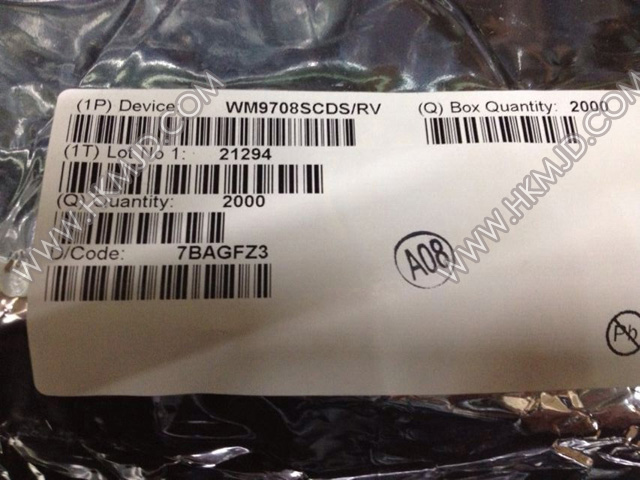 (1P) Device: WM9708SCDS/RV
(Q) Box Quantity: 2000
(1T) Lot No 1: 21294
(Q) Quantity: 2000
D/Code: 7BAGFZ3
A08
Pb
WWW.HKMJD.COM
WWW.HKMJD.COM